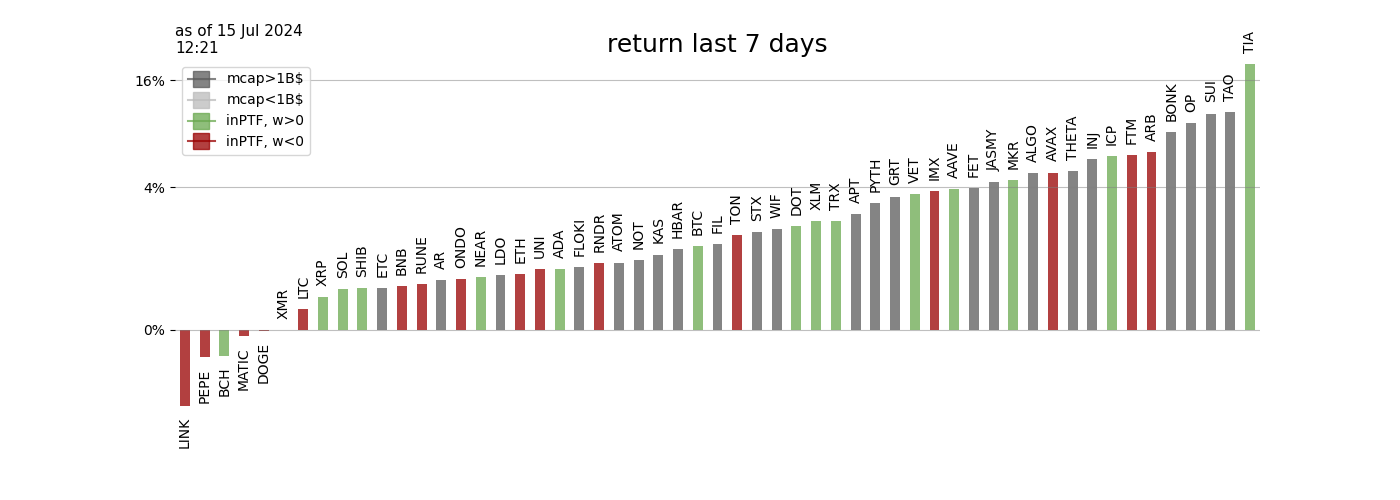 as of 15 Jul 2024
12:21
return last 7 days
mcap>1B$
mcap<1B$
inPTF, w>0
inPTF, w<0
16%
4%
0%
LINK
PEPE
BCH
MATIC
DOGE
XMR
LTC
XRP
SOL
SHIB
ETC
BNB
RUNE
AR
ONDO
NEAR
LDO
ETH
UNI
ADA
FLOKI
RNDR
ATOM
NOT
KAS
HBAR
BTC
FIL
TON
STX
WIF
DOT
XLM
TRX
APT
PYTH
GRT
VET
IMX
AAVE
FET
JASMY
MKR
ALGO
AVAX
THETA
INJ
ICP
FTM
ARB
BONK
OP
SUI
TAO
TIA